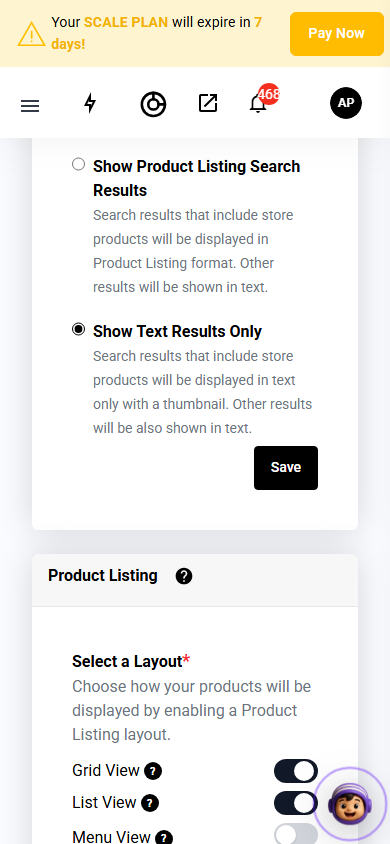 Your SCALE PLAN will expire in 7
days!
Pay Now
468
AP
Show Product Listing Search
Results
Search results that include store
products will be displayed in
Product Listing format. Other
results will be shown in text.
Show Text Results Only
Search results that include store
products will be displayed in text
only with a thumbnail. Other results
will be also shown in text.
Save
Product Listing ?
Select a Layout*
Choose how your products will be
displayed by enabling a Product
Listing layout.
Grid View ?
List View ?
Menu View ?